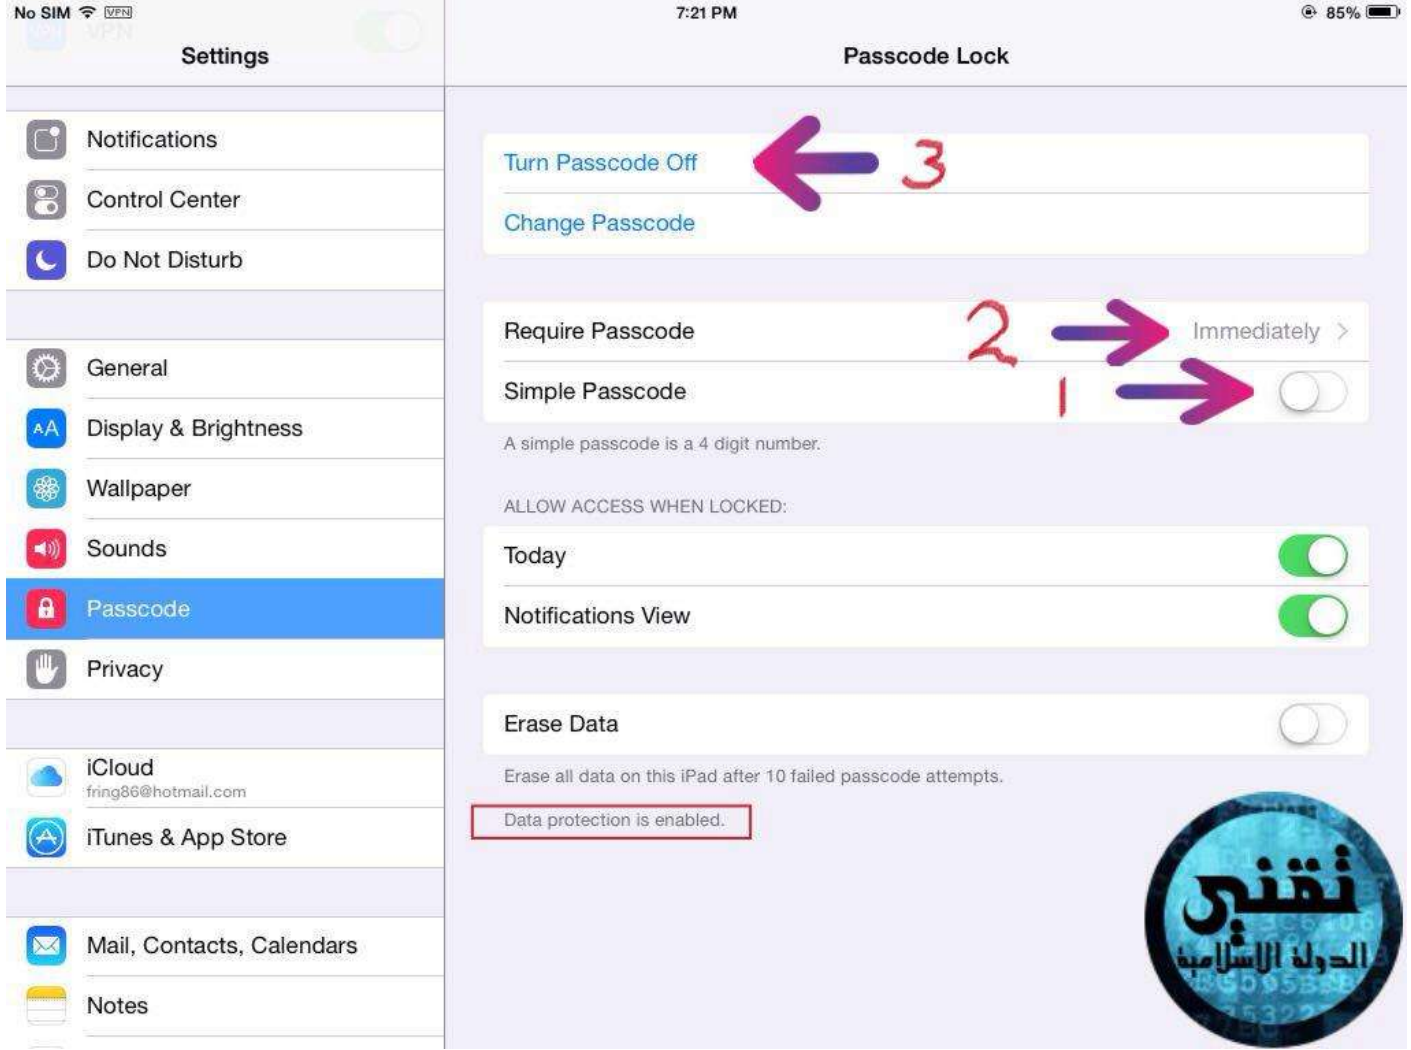 No SIM VPN 7:21 PM 85%
VPN
Settings
Passcode Lock
Notifications
Control Center
Do Not Disturb
General
AA Display & Brightness
Wallpaper
Sounds
Passcode
Privacy
iCloud
fring86@hotmail.com
iTunes & App Store
Mail, Contacts, Calendars
Notes
Turn Passcode Off 3
Change Passcode
Require Passcode 2 Immediately
Simple Passcode 1
A simple passcode is a 4 digit number.
ALLOW ACCESS WHEN LOCKED:
Today
Notifications View
Erase Data
Erase all data on this iPad after 10 failed passcode attempts.
Data protection is enabled.
تقني
الدولة الإسلامية